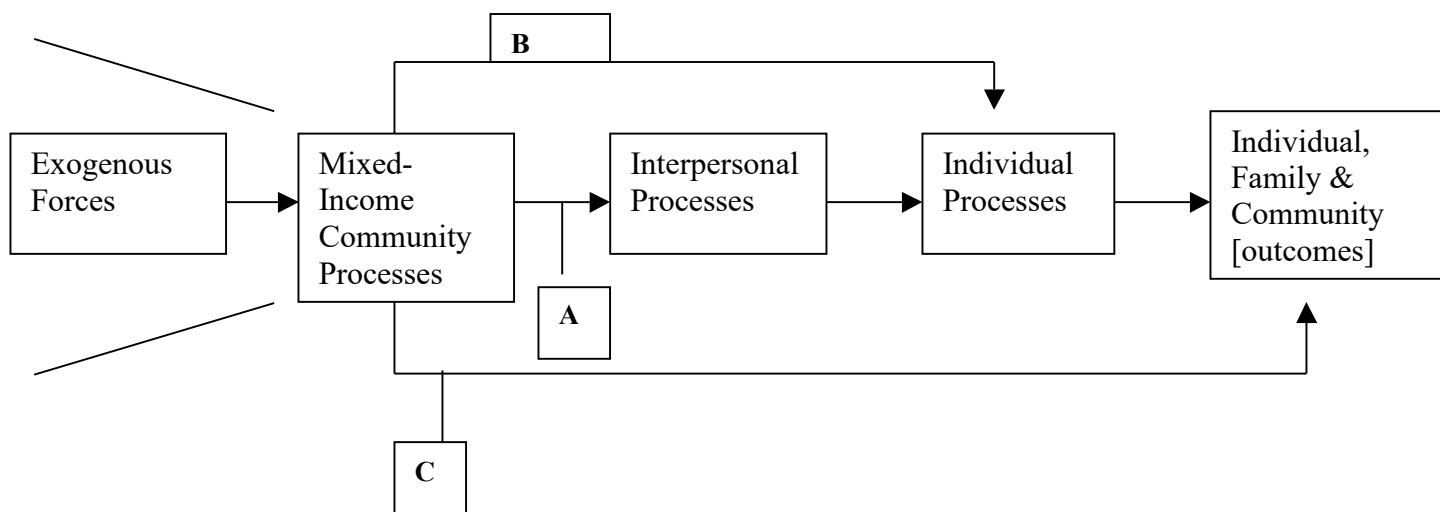 B
Exogenous
Forces
Mixed-
Income
Community
Processes
Interpersonal
Processes
Individual
Processes
Individual,
Family &
Community
[outcomes]
A
C